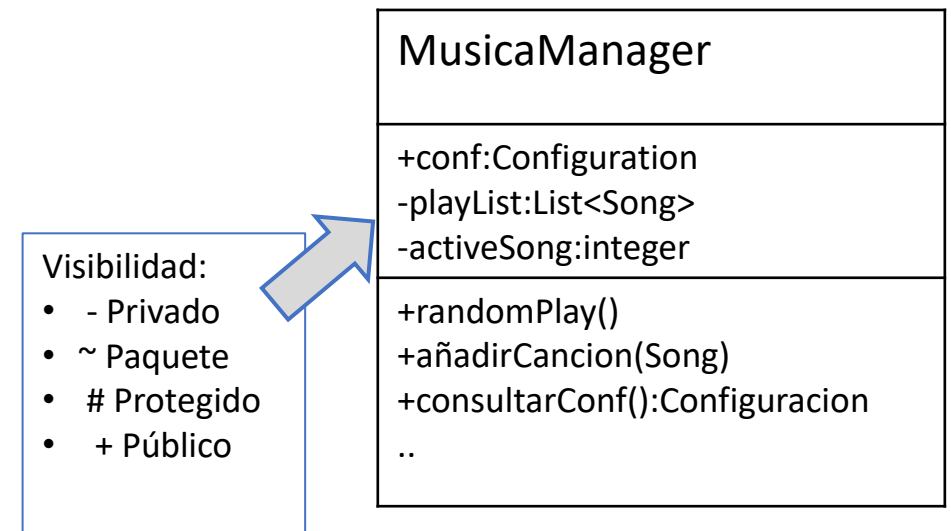 MusicaManager
+conf:Configuration
-playList:List<Song>
-activeSong:integer
+randomPlay()
+añadirCancion(Song)
+consultarConf():Configuracion
..
Visibilidad:
• - Privado
• ~ Paquete
• # Protegido
• + Público